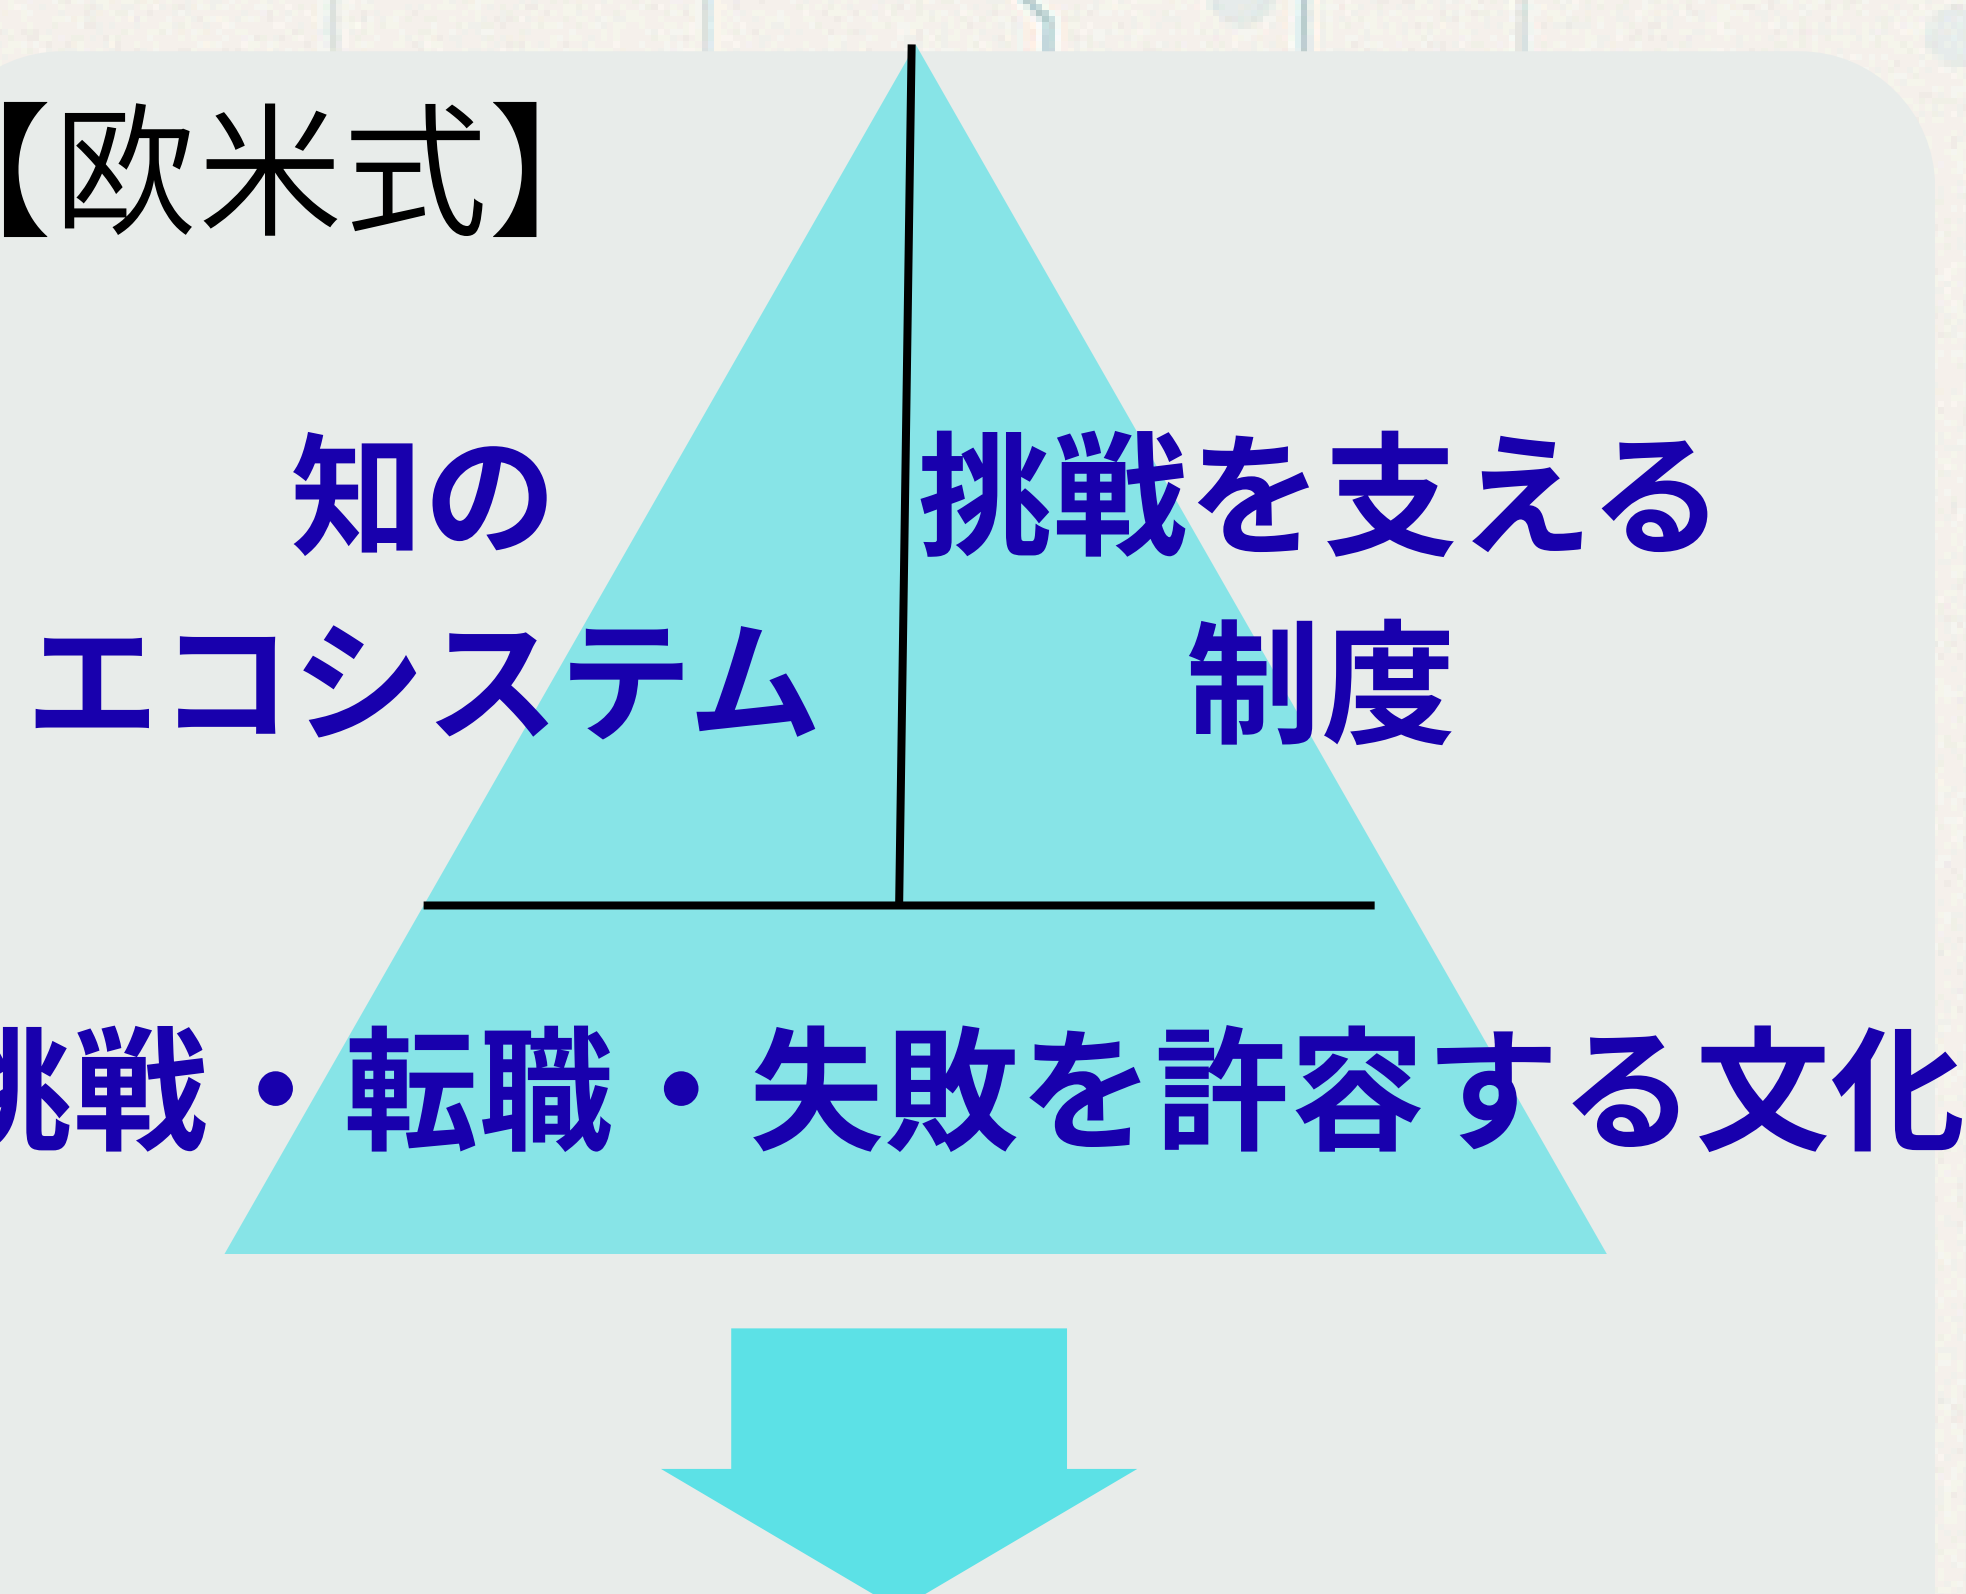 【欧米式】
知の
エコシステム
挑戦を支える
制度
挑戦・転職・失敗を許容する文化